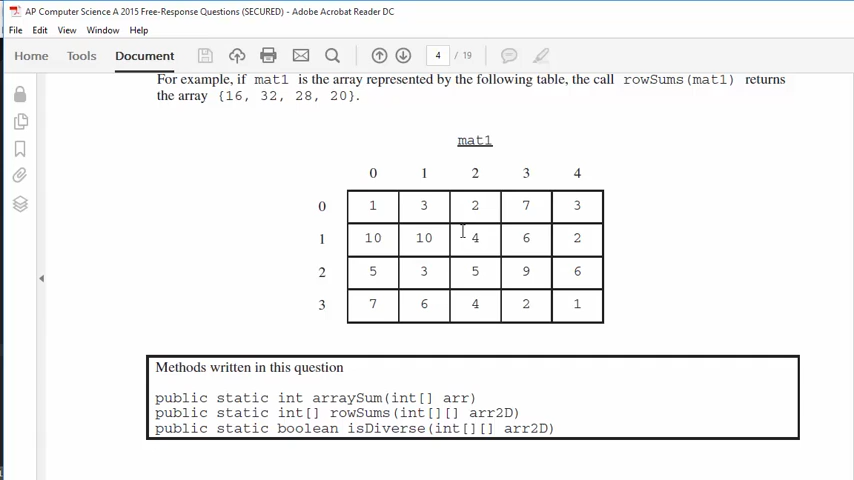 AP Computer Science A 2015 Free-Response Questions (SECURED) - Adobe Acrobat Reader DC
File Edit View Window Help
Home Tools Document 4 / 19
For example, if mat1 is the array represented by the following table, the call rowSums(mat1) returns
the array {16, 32, 28, 20}.
mat1
0 1 2 3 4
0 1 3 2 7 3
1 10 10 4 6 2
2 5 3 5 9 6
3 7 6 4 2 1
Methods written in this question
public static int arraySum(int[] arr)
public static int[] rowSums(int[][] arr2D)
public static boolean isDiverse(int[][] arr2D)